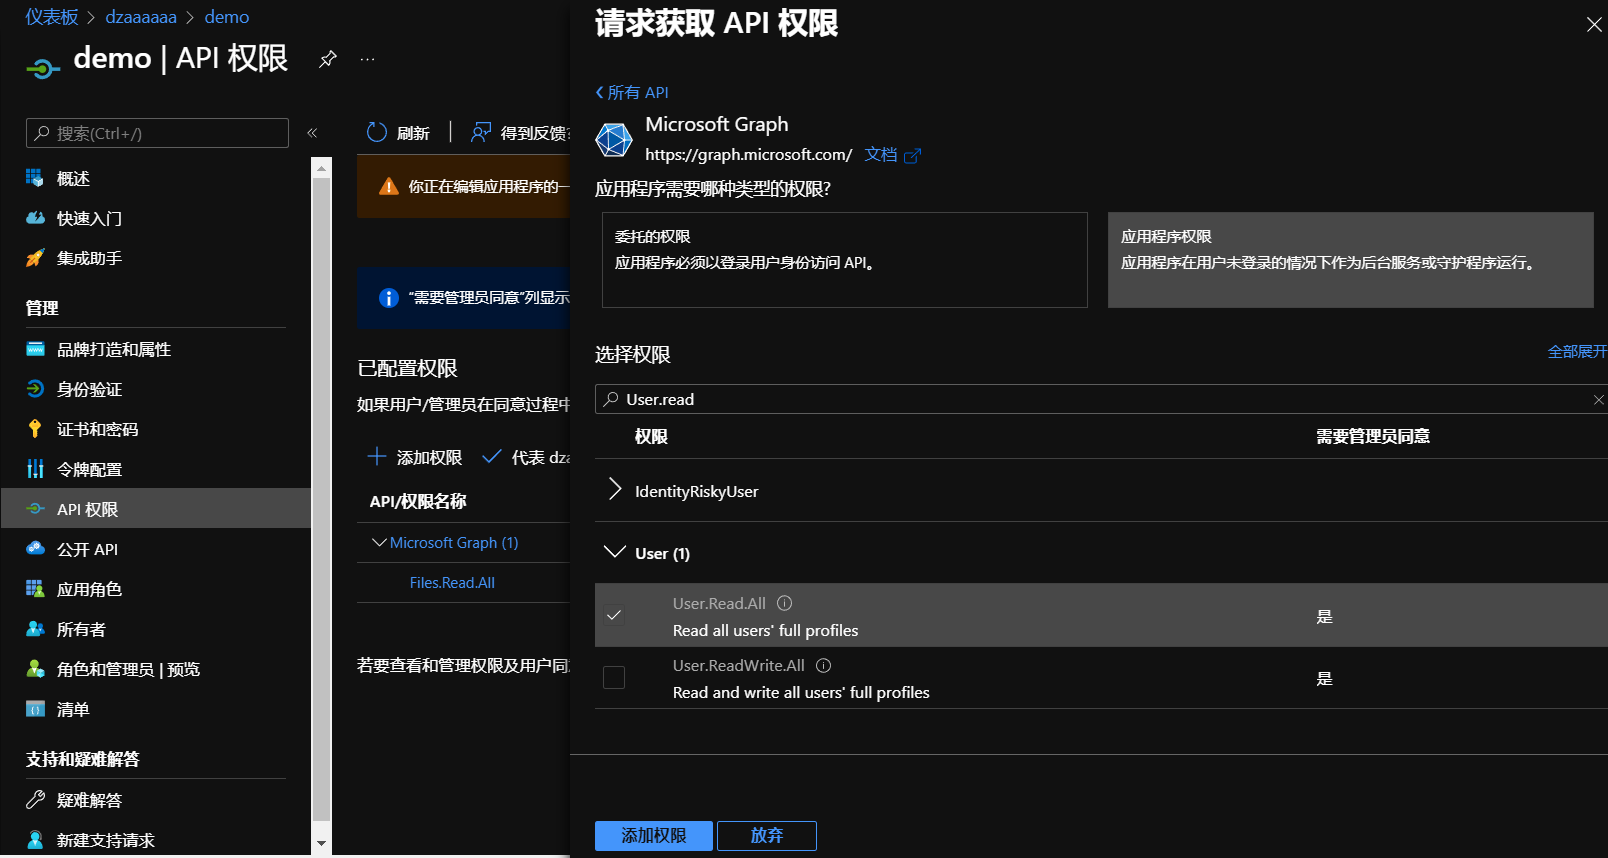 仪表板 > dzaaaaaa > demo
demo | API 权限
搜索(Ctrl+/)
概述
快速入门
集成助手
管理
品牌打造和属性
身份验证
证书和密码
令牌配置
API 权限
公开 API
应用角色
所有者
角色和管理员 | 预览
清单
支持和疑难解答
疑难解答
新建支持请求
刷新
得到反馈?
你正在编辑应用程序的一
“需要管理员同意”列显示
已配置权限
如果用户/管理员在同意过程中
添加权限
代表 dza
API/权限名称
Microsoft Graph (1)
Files.Read.All
若要查看和管理权限及用户同
请求获取 API 权限
所有 API
Microsoft Graph
https://graph.microsoft.com/ 文档
应用程序需要哪种类型的权限?
委托的权限
应用程序必须以登录用户身份访问 API。
应用程序权限
应用程序在用户未登录的情况下作为后台服务或守护程序运行。
选择权限
全部展开
User.read
权限
需要管理员同意
IdentityRiskyUser
User (1)
User.Read.All
Read all users' full profiles
是
User.ReadWrite.All
Read and write all users' full profiles
是
添加权限
放弃